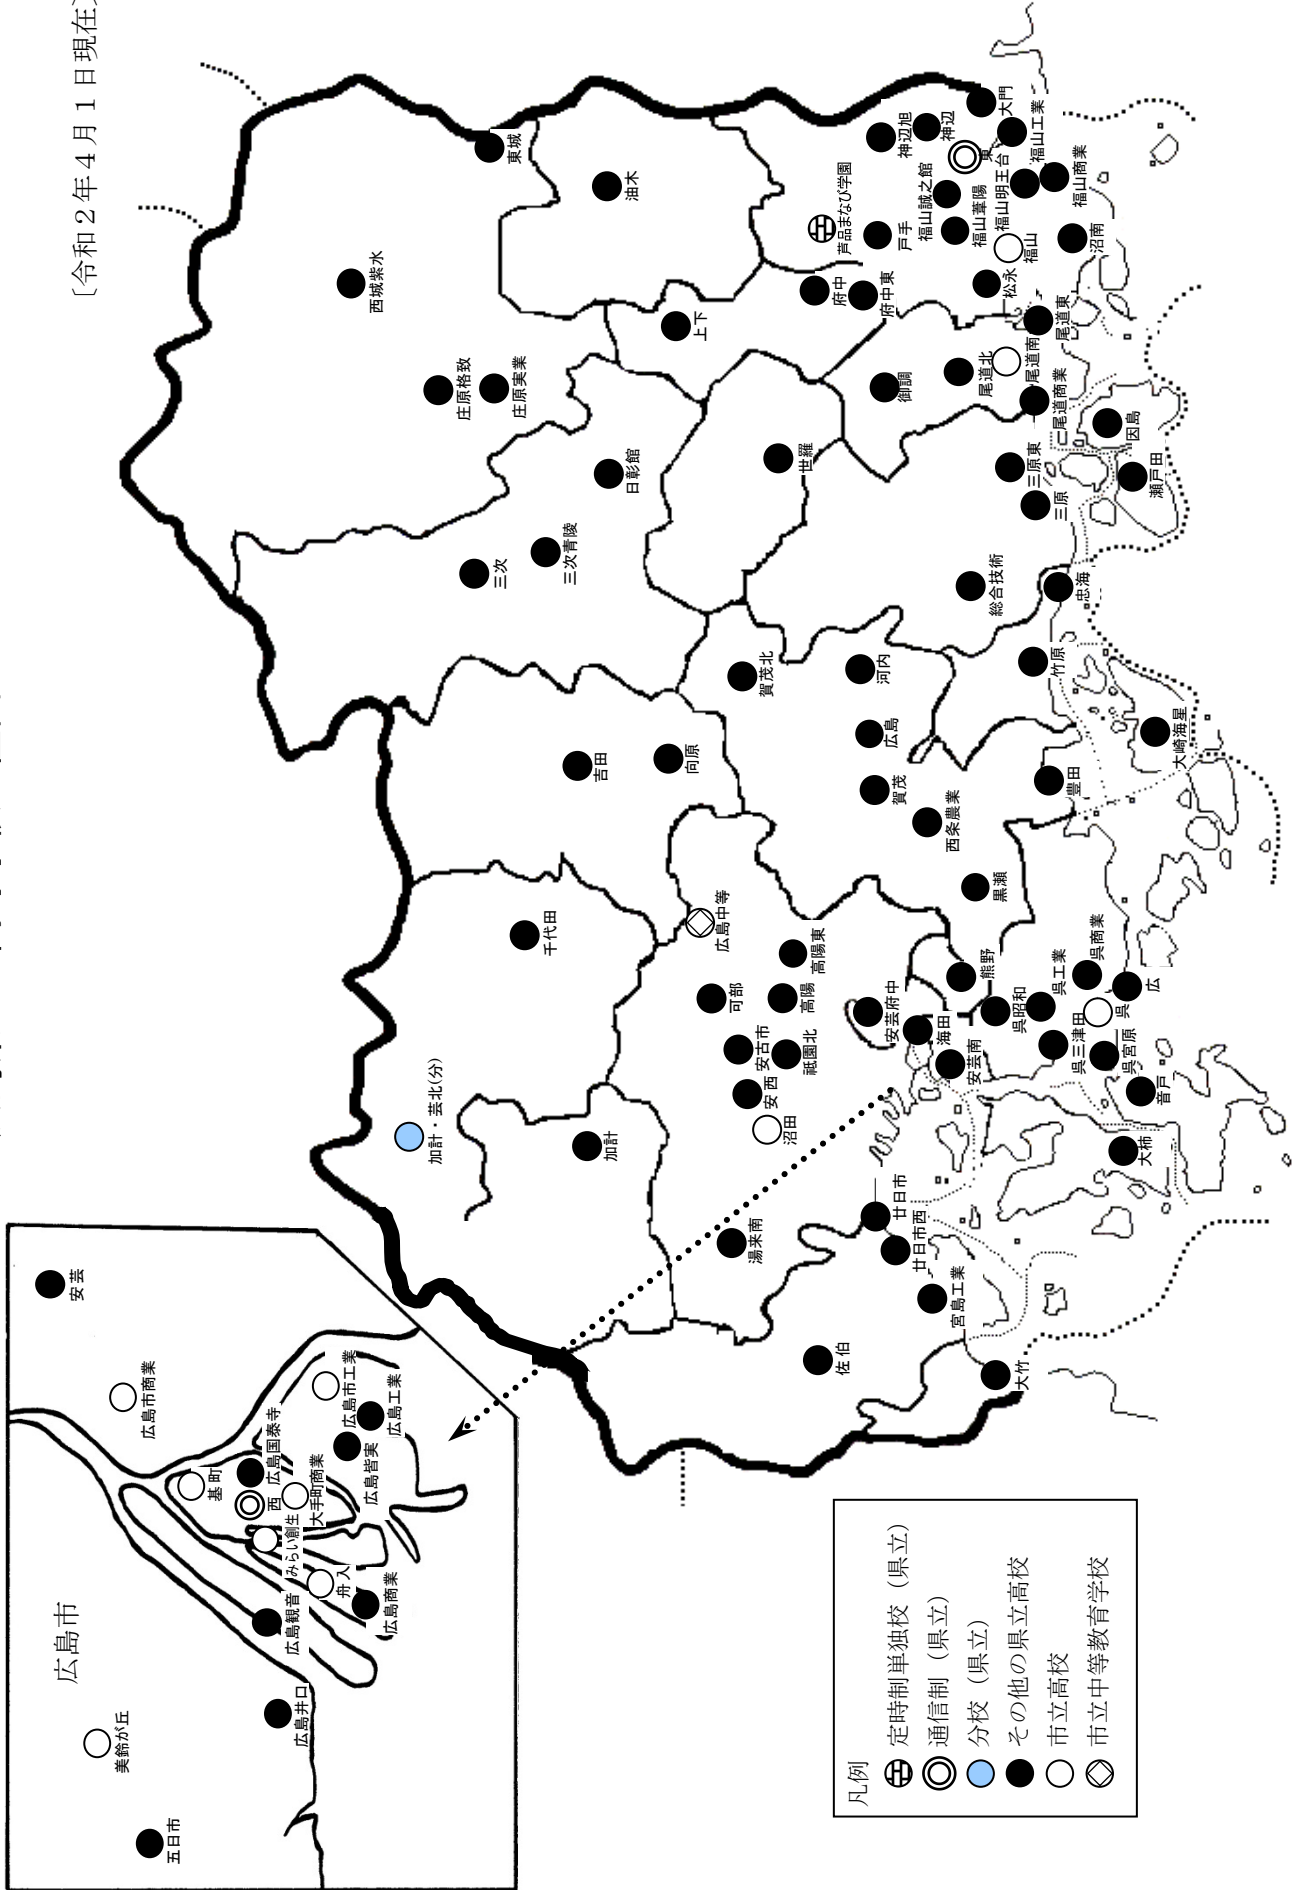 〔令和２年４月１日現在〕
広島市
安芸
広島市商業
美鈴が丘
五日市
基町
広島国泰寺
西
大手町商業
広島市工業
広島工業
広島皆実
みらい創生
舟入
広島観音
広島商業
広島井口
加計・芸北(分)
加計
千代田
吉田
向原
三次
三次青陵
日彰館
庄原格致
庄原実業
西城紫水
東城
油木
上下
世羅
賀茂北
河内
広島
賀茂
西条農業
黒瀬
広島中等
可部
高陽
高陽東
安古市
祗園北
安西
沼田
湯来南
佐伯
廿日市
廿日市西
宮島工業
大竹
安芸府中
海田
安芸南
熊野
呉昭和
呉工業
呉商業
呉三津田
呉
広
呉宮原
音戸
大柿
豊田
竹原
大崎海星
忠海
総合技術
三原
三原東
瀬戸田
因島
御調
尾道北
尾道南
尾道商業
尾道東
府中
府中東
芦品まなび学園
戸手
神辺旭
神辺
東
大門
福山工業
福山誠之館
福山葦陽
福山明王台
福山商業
福山
松永
沼南
凡例
定時制単独校（県立）
通信制（県立）
分校（県立）
その他の県立高校
市立高校
市立中等教育学校